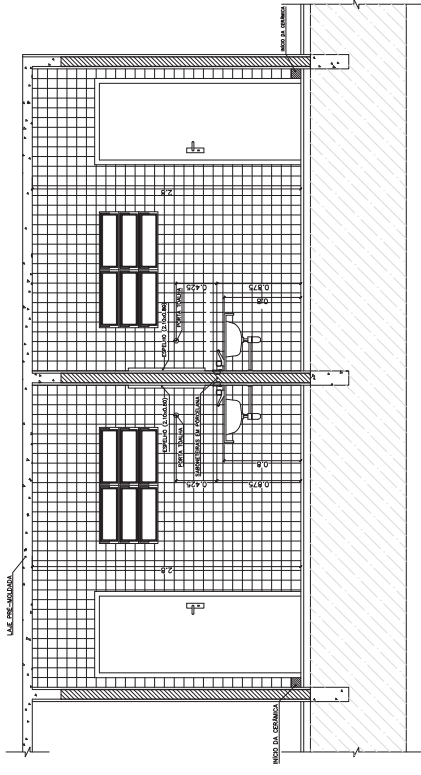 INÍCIO DA CERÂMICA
2.8
0.425
0.875
0.8
ESPELHO (2.10x0.80)
PORTA TOALHA
ESPELHO (2.10x0.80)
PORTA TOALHA
SABONETEIRAS EM PORCELANA
0.425
0.875
0.8
2.8
LAJE PRÉ-MOLDADA
INÍCIO DA CERÂMICA